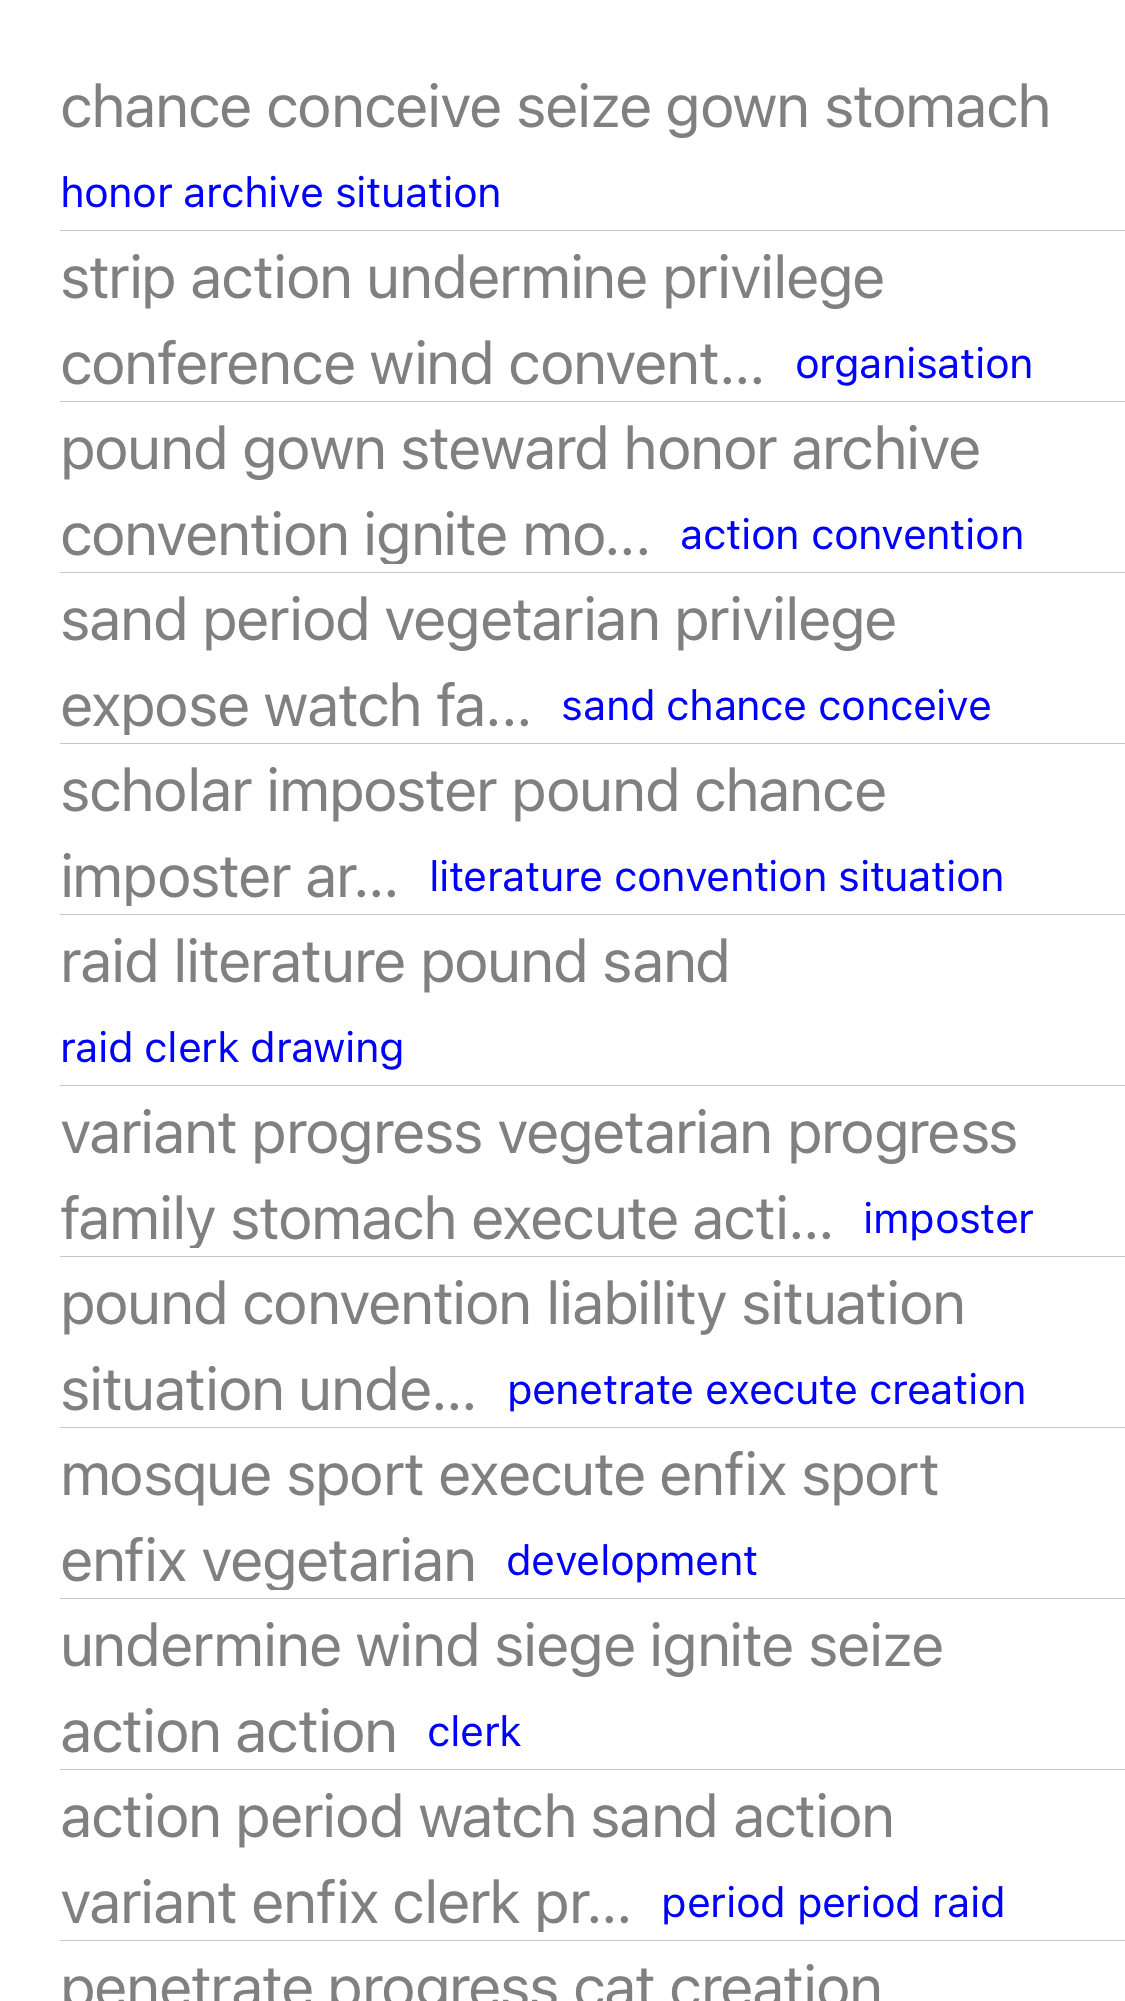 chance conceive seize gown stomach
honor archive situation
strip action undermine privilege
conference wind convent... organisation
pound gown steward honor archive
convention ignite mo... action convention
sand period vegetarian privilege
expose watch fa... sand chance conceive
scholar imposter pound chance
imposter ar... literature convention situation
raid literature pound sand
raid clerk drawing
variant progress vegetarian progress
family stomach execute acti... imposter
pound convention liability situation
situation unde... penetrate execute creation
mosque sport execute enfix sport
enfix vegetarian development
undermine wind siege ignite seize
action action clerk
action period watch sand action
variant enfix clerk pr... period period raid
penetrate progress cat creation